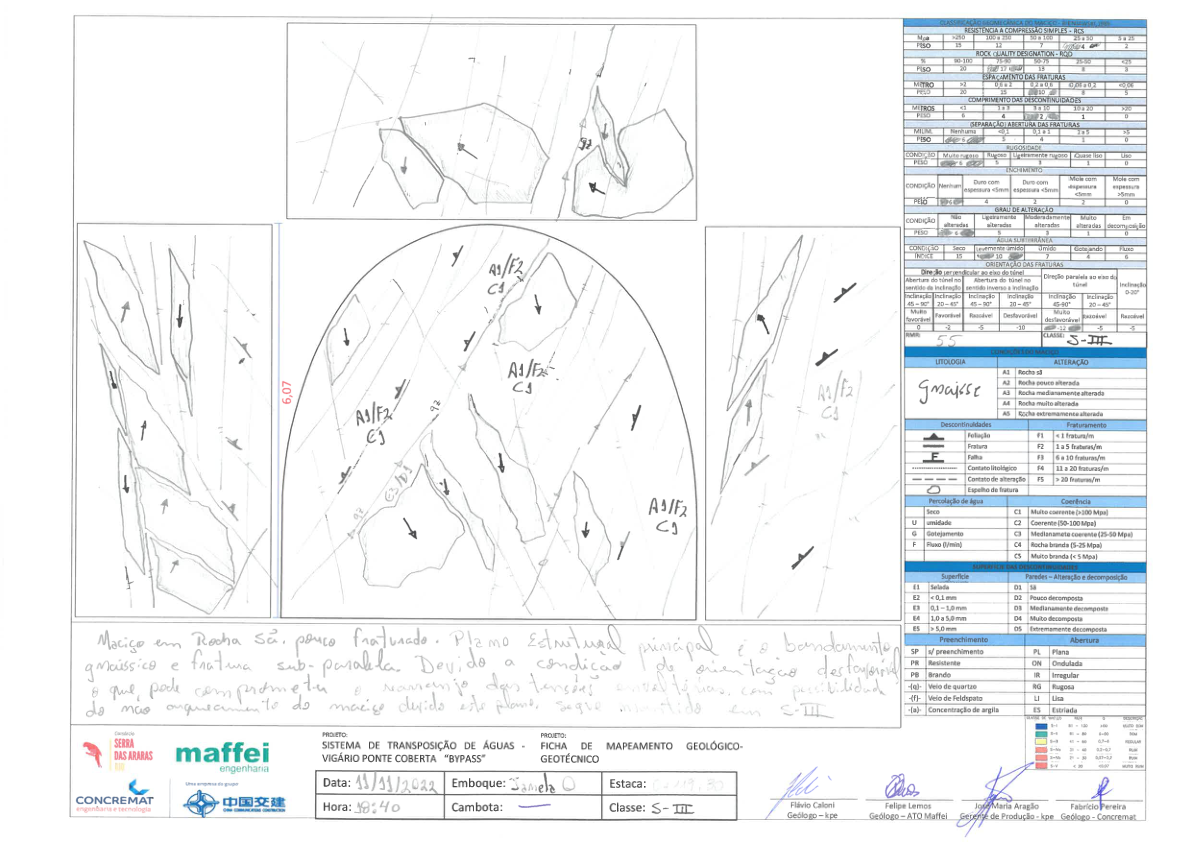 A1/F2
C1
A1/F2
C1
A1/F2
C1
A1/F2
C1
A1/F2
C1
92
92
6,07
Maciço em Rocha Sã, pouco fraturado. Plano Estrutural principal é o bandamento
gnáissico e fratura sub-paralela. Devido a condição de orientação desfavorável
o que, pode comprometer o rearranjo das tensões com possibilidade
do não arqueamento do maciço devido este plano segue em S-III
CLASSIFICAÇÃO GEOMECÂNICA DO MACIÇO
RESISTÊNCIA A COMPRESSÃO SIMPLES - RCS
Mpa >250 100 a 250 50 a 100 25 a 50 5 a 25
PESO 15 12 7 4 2
ROCK QUALITY DESIGNATION - RQD
% 90-100 75-90 50-75 25-50 <25
PESO 20 17 13 8 3
ESPAÇAMENTO DAS FRATURAS
METRO >2 0,6 a 2 0,2 a 0,6 0,06 a 0,2 <0,06
PESO 20 15 10 8 5
COMPRIMENTO DAS DESCONTINUIDADES
METROS <1 1 a 3 3 a 10 10 a 20 >20
PESO 6 4 2 1 0
(SEPARAÇÃO) ABERTURA DAS FRATURAS
MILIM. Nenhuma <0,1 0,1 a 1 1 a 5 >5
PESO 6 5 4 1 0
RUGOSIDADE
CONDIÇÃO Muito rugoso Rugoso Ligeiramente rugoso Quase liso Liso
PESO 6 5 3 1 0
ENCHIMENTO
CONDIÇÃO Nenhum Duro com espessura <5mm Duro com espessura <5mm Mole com espessura <5mm Mole com espessura >5mm
PESO 6 4 2 2 0
GRAU DE ALTERAÇÃO
CONDIÇÃO Não alteradas Ligeiramente alteradas Moderadamente alteradas Muito alteradas Em decomposição
PESO 6 5 3 1 0
ÁGUA SUBTERRÂNEA
CONDIÇÃO Seco Levemente úmido Úmido Gotejando Fluxo
ÍNDICE 15 10 7 4 6
ORIENTAÇÃO DAS FRATURAS
Direção perpendicular ao eixo do túnel Direção paralela ao eixo do túnel Inclinação 0-20°
Abertura do túnel no sentido da inclinação Abertura do túnel no sentido inverso a inclinação
Inclinação 45 – 90° Inclinação 20 – 45° Inclinação 45 – 90° Inclinação 20 – 45° Inclinação 45-90° Inclinação 20 – 45°
Muito favorável Favorável Razoável Desfavorável Muito desfavorável Razoável Razoável
0 -2 -5 -10 -12 -5 -5
RMR: 55 CLASSE: S-III
CONDIÇÕES DO MACIÇO
LITOLOGIA ALTERAÇÃO
gnaisse
A1 Rocha sã
A2 Rocha pouco alterada
A3 Rocha medianamente alterada
A4 Rocha muito alterada
A5 Rocha extremamente alterada
Descontinuidades Fraturamento
Foliação F1 < 1 fratura/m
Fratura F2 1 a 5 fraturas/m
F Falha F3 6 a 10 fraturas/m
Contato litológico F4 11 a 20 fraturas/m
Contato de alteração F5 > 20 fraturas/m
Espelho de fratura
Percolação de água Coerência
Seco C1 Muito coerente (>100 Mpa)
U umidade C2 Coerente (50-100 Mpa)
G Gotejamento C3 Medianamete coerente (25-50 Mpa)
F Fluxo (l/min) C4 Rocha branda (5-25 Mpa)
C5 Muito branda (< 5 Mpa)
SUPERFÍCIE DAS DESCONTINUIDADES
Superfície Paredes – Alteração e decomposição
E1 Selada D1 Sã
E2 < 0,1 mm D2 Pouco decomposta
E3 0,1 – 1,0 mm D3 Medianamente decomposta
E4 1,0 a 5,0 mm D4 Muito decomposta
E5 > 5,0 mm D5 Extremamente decomposta
Preenchimento Abertura
SP s/ preenchimento PL Plana
PR Resistente ON Ondulada
PB Brando IR Irregular
-(q)- Veio de quartzo RG Rugosa
-(f)- Veio de Feldspato LI Lisa
-(a)- Concentração de argila ES Estriada
SERRA
DAS ARARAS
maffei
engenharia
CONCREMAT
engenharia e tecnologia
Uma empresa do grupo
中国交建
PROJETO:
SISTEMA DE TRANSPOSIÇÃO DE ÁGUAS -
VIGÁRIO PONTE COBERTA "BYPASS"
PROJETO:
FICHA DE MAPEAMENTO GEOLÓGICO-
GEOTÉCNICO
Data: 11/11/2022 Emboque: Janela O Estaca:
Hora: 18:40 Cambota: — Classe: S-III
Flávio Caloni
Geólogo – kpe
Felipe Lemos
Geólogo – ATO Maffei
José Maria Aragão
Gerente de Produção - kpe
Fabrício Pereira
Geólogo - Concremat